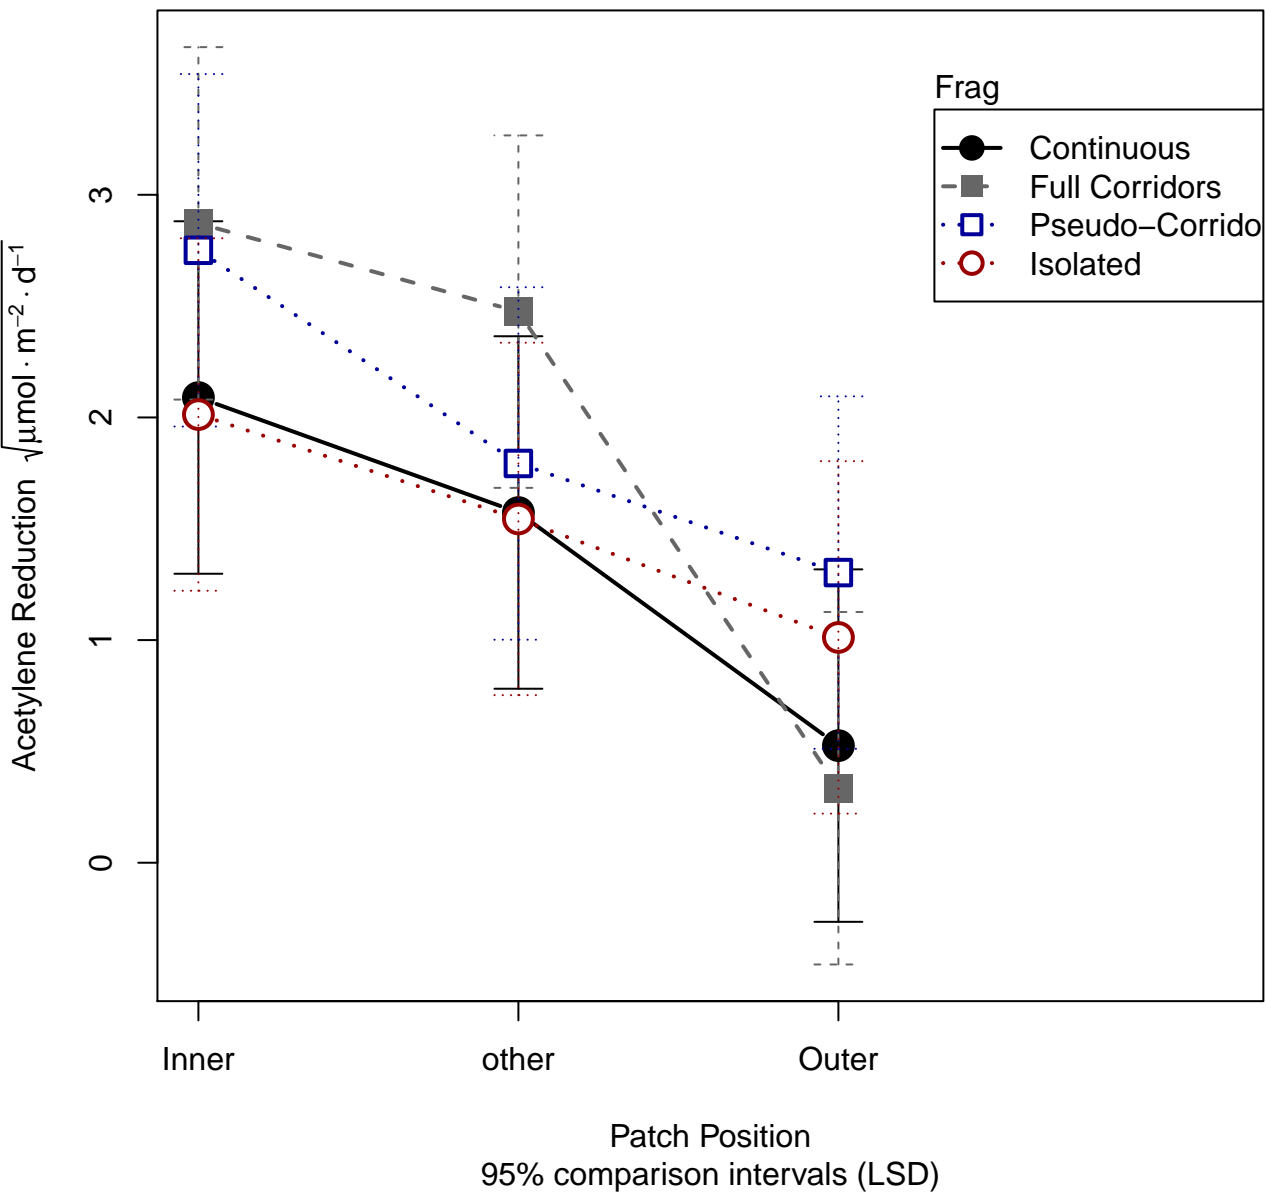 Frag
Continuous
Full Corridors
Pseudo−Corrido
Isolated
Acetylene Reduction √μmol · m⁻² · d⁻¹
3
2
1
0
Inner other Outer
Patch Position
95% comparison intervals (LSD)